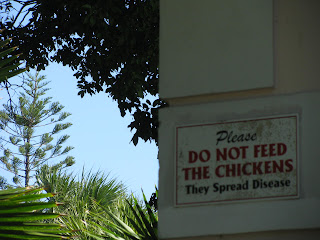 Please
DO NOT FEED
THE CHICKENS
They Spread Disease